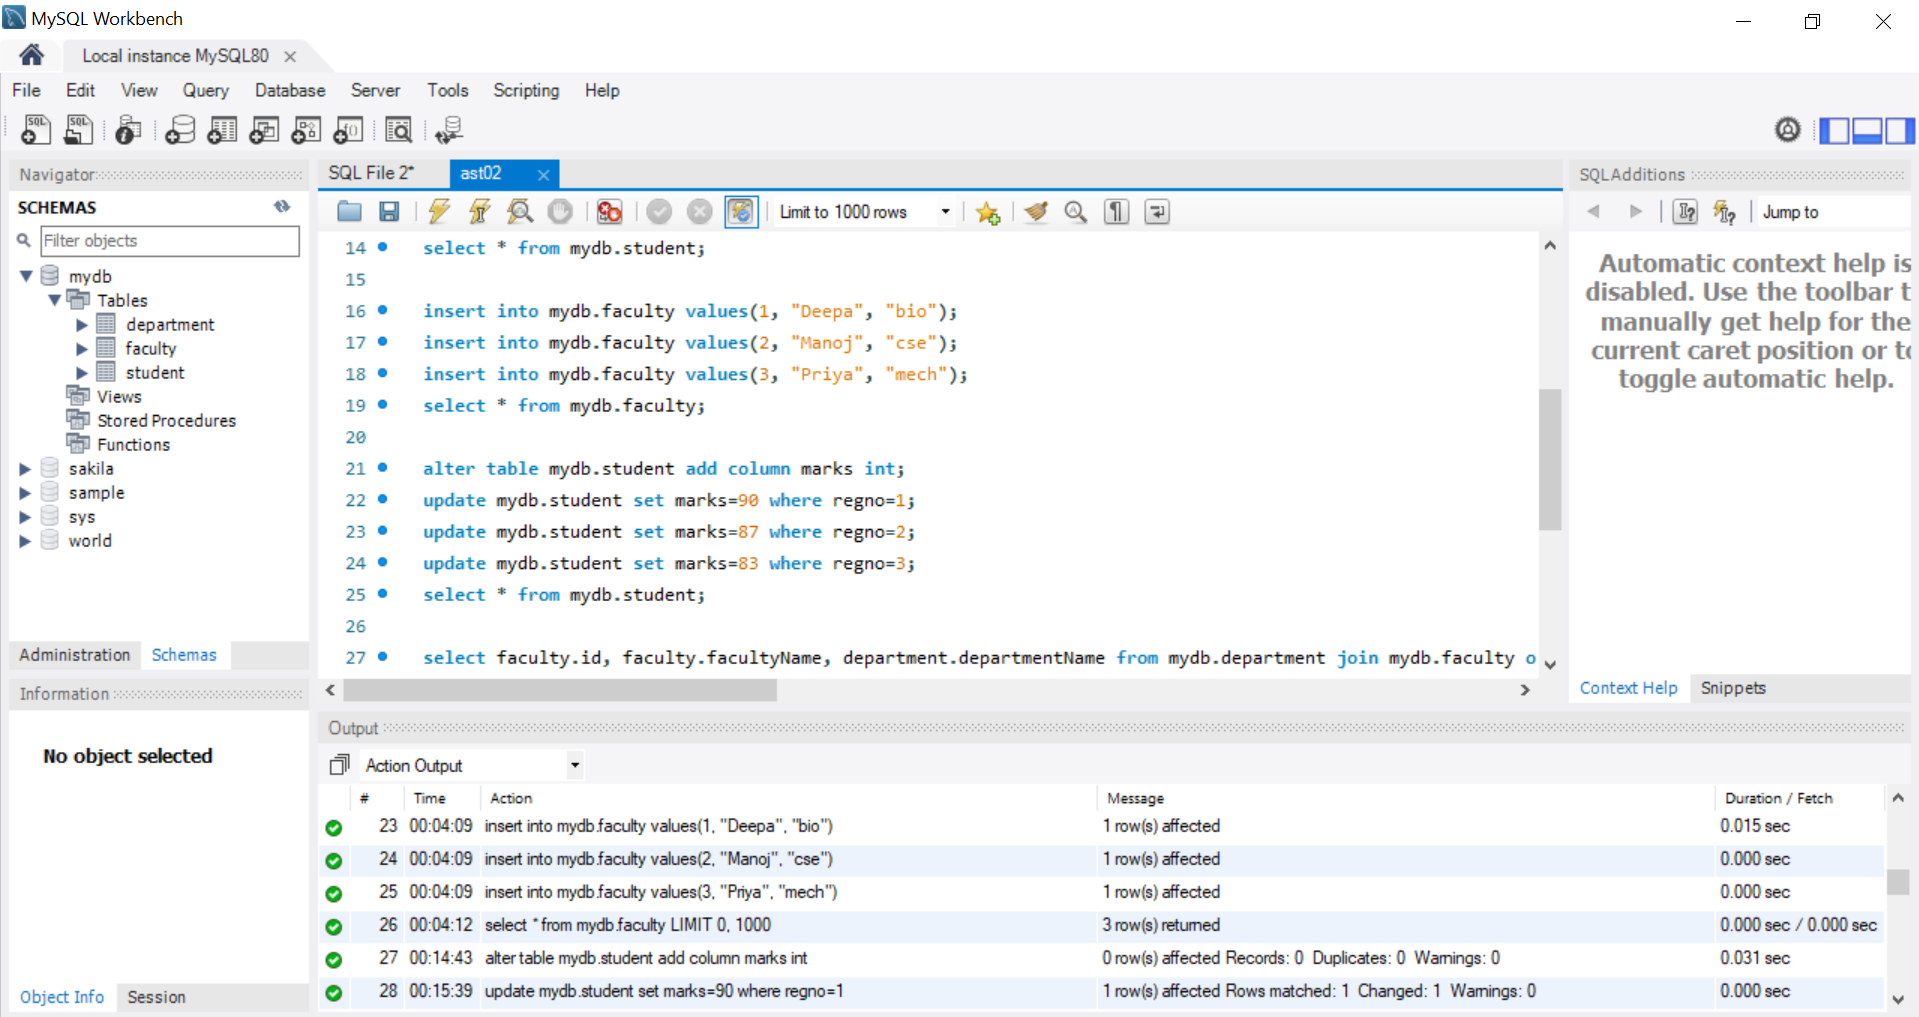 MySQL Workbench
Local instance MySQL80
File Edit View Query Database Server Tools Scripting Help
Navigator
SCHEMAS
Filter objects
mydb
Tables
department
faculty
student
Views
Stored Procedures
Functions
sakila
sample
sys
world
Administration Schemas
Information
No object selected
Object Info Session
SQL File 2* ast02
Limit to 1000 rows
14 select * from mydb.student;
15
16 insert into mydb.faculty values(1, "Deepa", "bio");
17 insert into mydb.faculty values(2, "Manoj", "cse");
18 insert into mydb.faculty values(3, "Priya", "mech");
19 select * from mydb.faculty;
20
21 alter table mydb.student add column marks int;
22 update mydb.student set marks=90 where regno=1;
23 update mydb.student set marks=87 where regno=2;
24 update mydb.student set marks=83 where regno=3;
25 select * from mydb.student;
26
27 select faculty.id, faculty.facultyName, department.departmentName from mydb.department join mydb.faculty o
SQLAdditions
Jump to
Automatic context help is
disabled. Use the toolbar t
manually get help for the
current caret position or to
toggle automatic help.
Context Help Snippets
Output
Action Output
# Time Action Message Duration / Fetch
23 00:04:09 insert into mydb.faculty values(1, "Deepa", "bio") 1 row(s) affected 0.015 sec
24 00:04:09 insert into mydb.faculty values(2, "Manoj", "cse") 1 row(s) affected 0.000 sec
25 00:04:09 insert into mydb.faculty values(3, "Priya", "mech") 1 row(s) affected 0.000 sec
26 00:04:12 select * from mydb.faculty LIMIT 0, 1000 3 row(s) returned 0.000 sec / 0.000 sec
27 00:14:43 alter table mydb.student add column marks int 0 row(s) affected Records: 0 Duplicates: 0 Warnings: 0 0.031 sec
28 00:15:39 update mydb.student set marks=90 where regno=1 1 row(s) affected Rows matched: 1 Changed: 1 Warnings: 0 0.000 sec